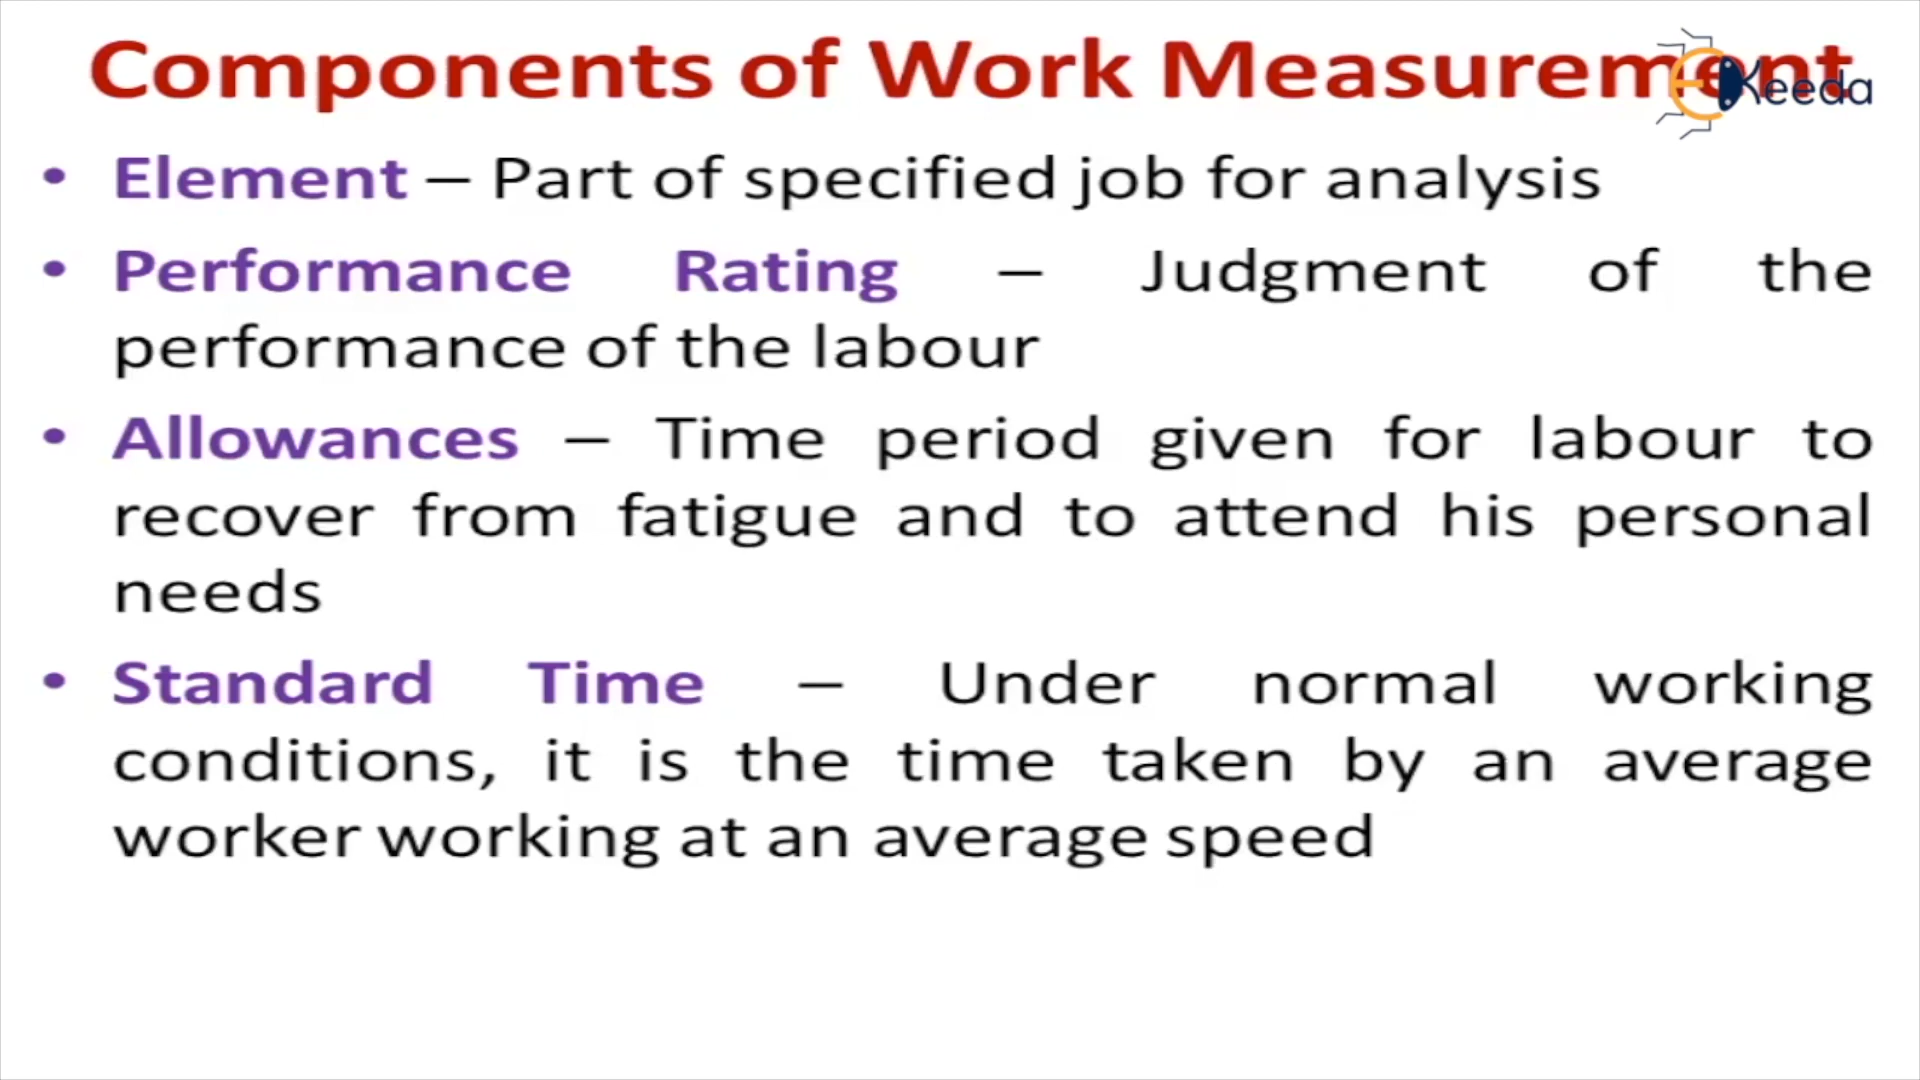 Components of Work Measurement
Keeda
• Element – Part of specified job for analysis
• Performance Rating – Judgment of the
performance of the labour
• Allowances – Time period given for labour to
recover from fatigue and to attend his personal
needs
• Standard Time – Under normal working
conditions, it is the time taken by an average
worker working at an average speed